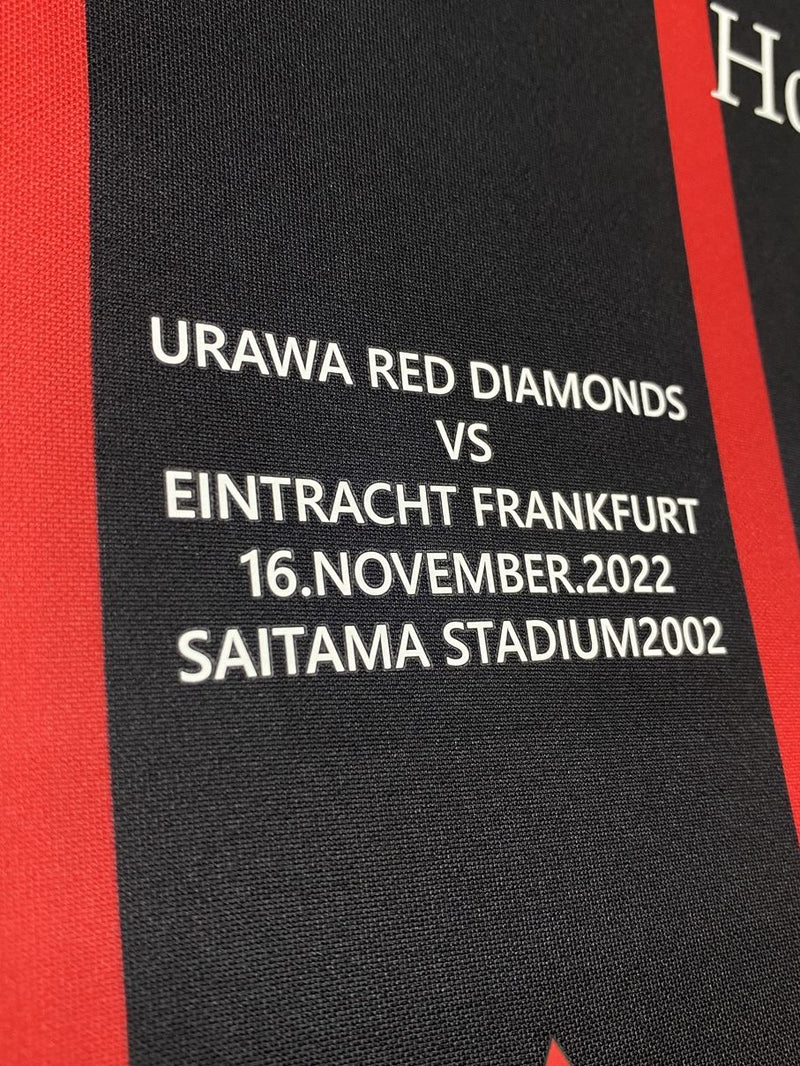 URAWA RED DIAMONDS
VS
EINTRACHT FRANKFURT
16.NOVEMBER.2022
SAITAMA STADIUM2002